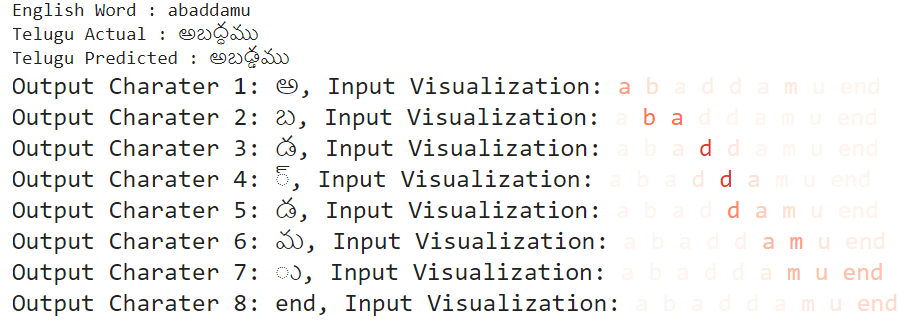 English Word : abaddamu
Telugu Actual : అబద్ధము
Telugu Predicted : అబడ్డము
Output Charater 1: అ, Input Visualization: a b a d d a m u end
Output Charater 2: బ, Input Visualization: a b a d d a m u end
Output Charater 3: డ, Input Visualization: a b a d d a m u end
Output Charater 4: ్, Input Visualization: a b a d d a m u end
Output Charater 5: డ, Input Visualization: a b a d d a m u end
Output Charater 6: మ, Input Visualization: a b a d d a m u end
Output Charater 7: ు, Input Visualization: a b a d d a m u end
Output Charater 8: end, Input Visualization: a b a d d a m u end